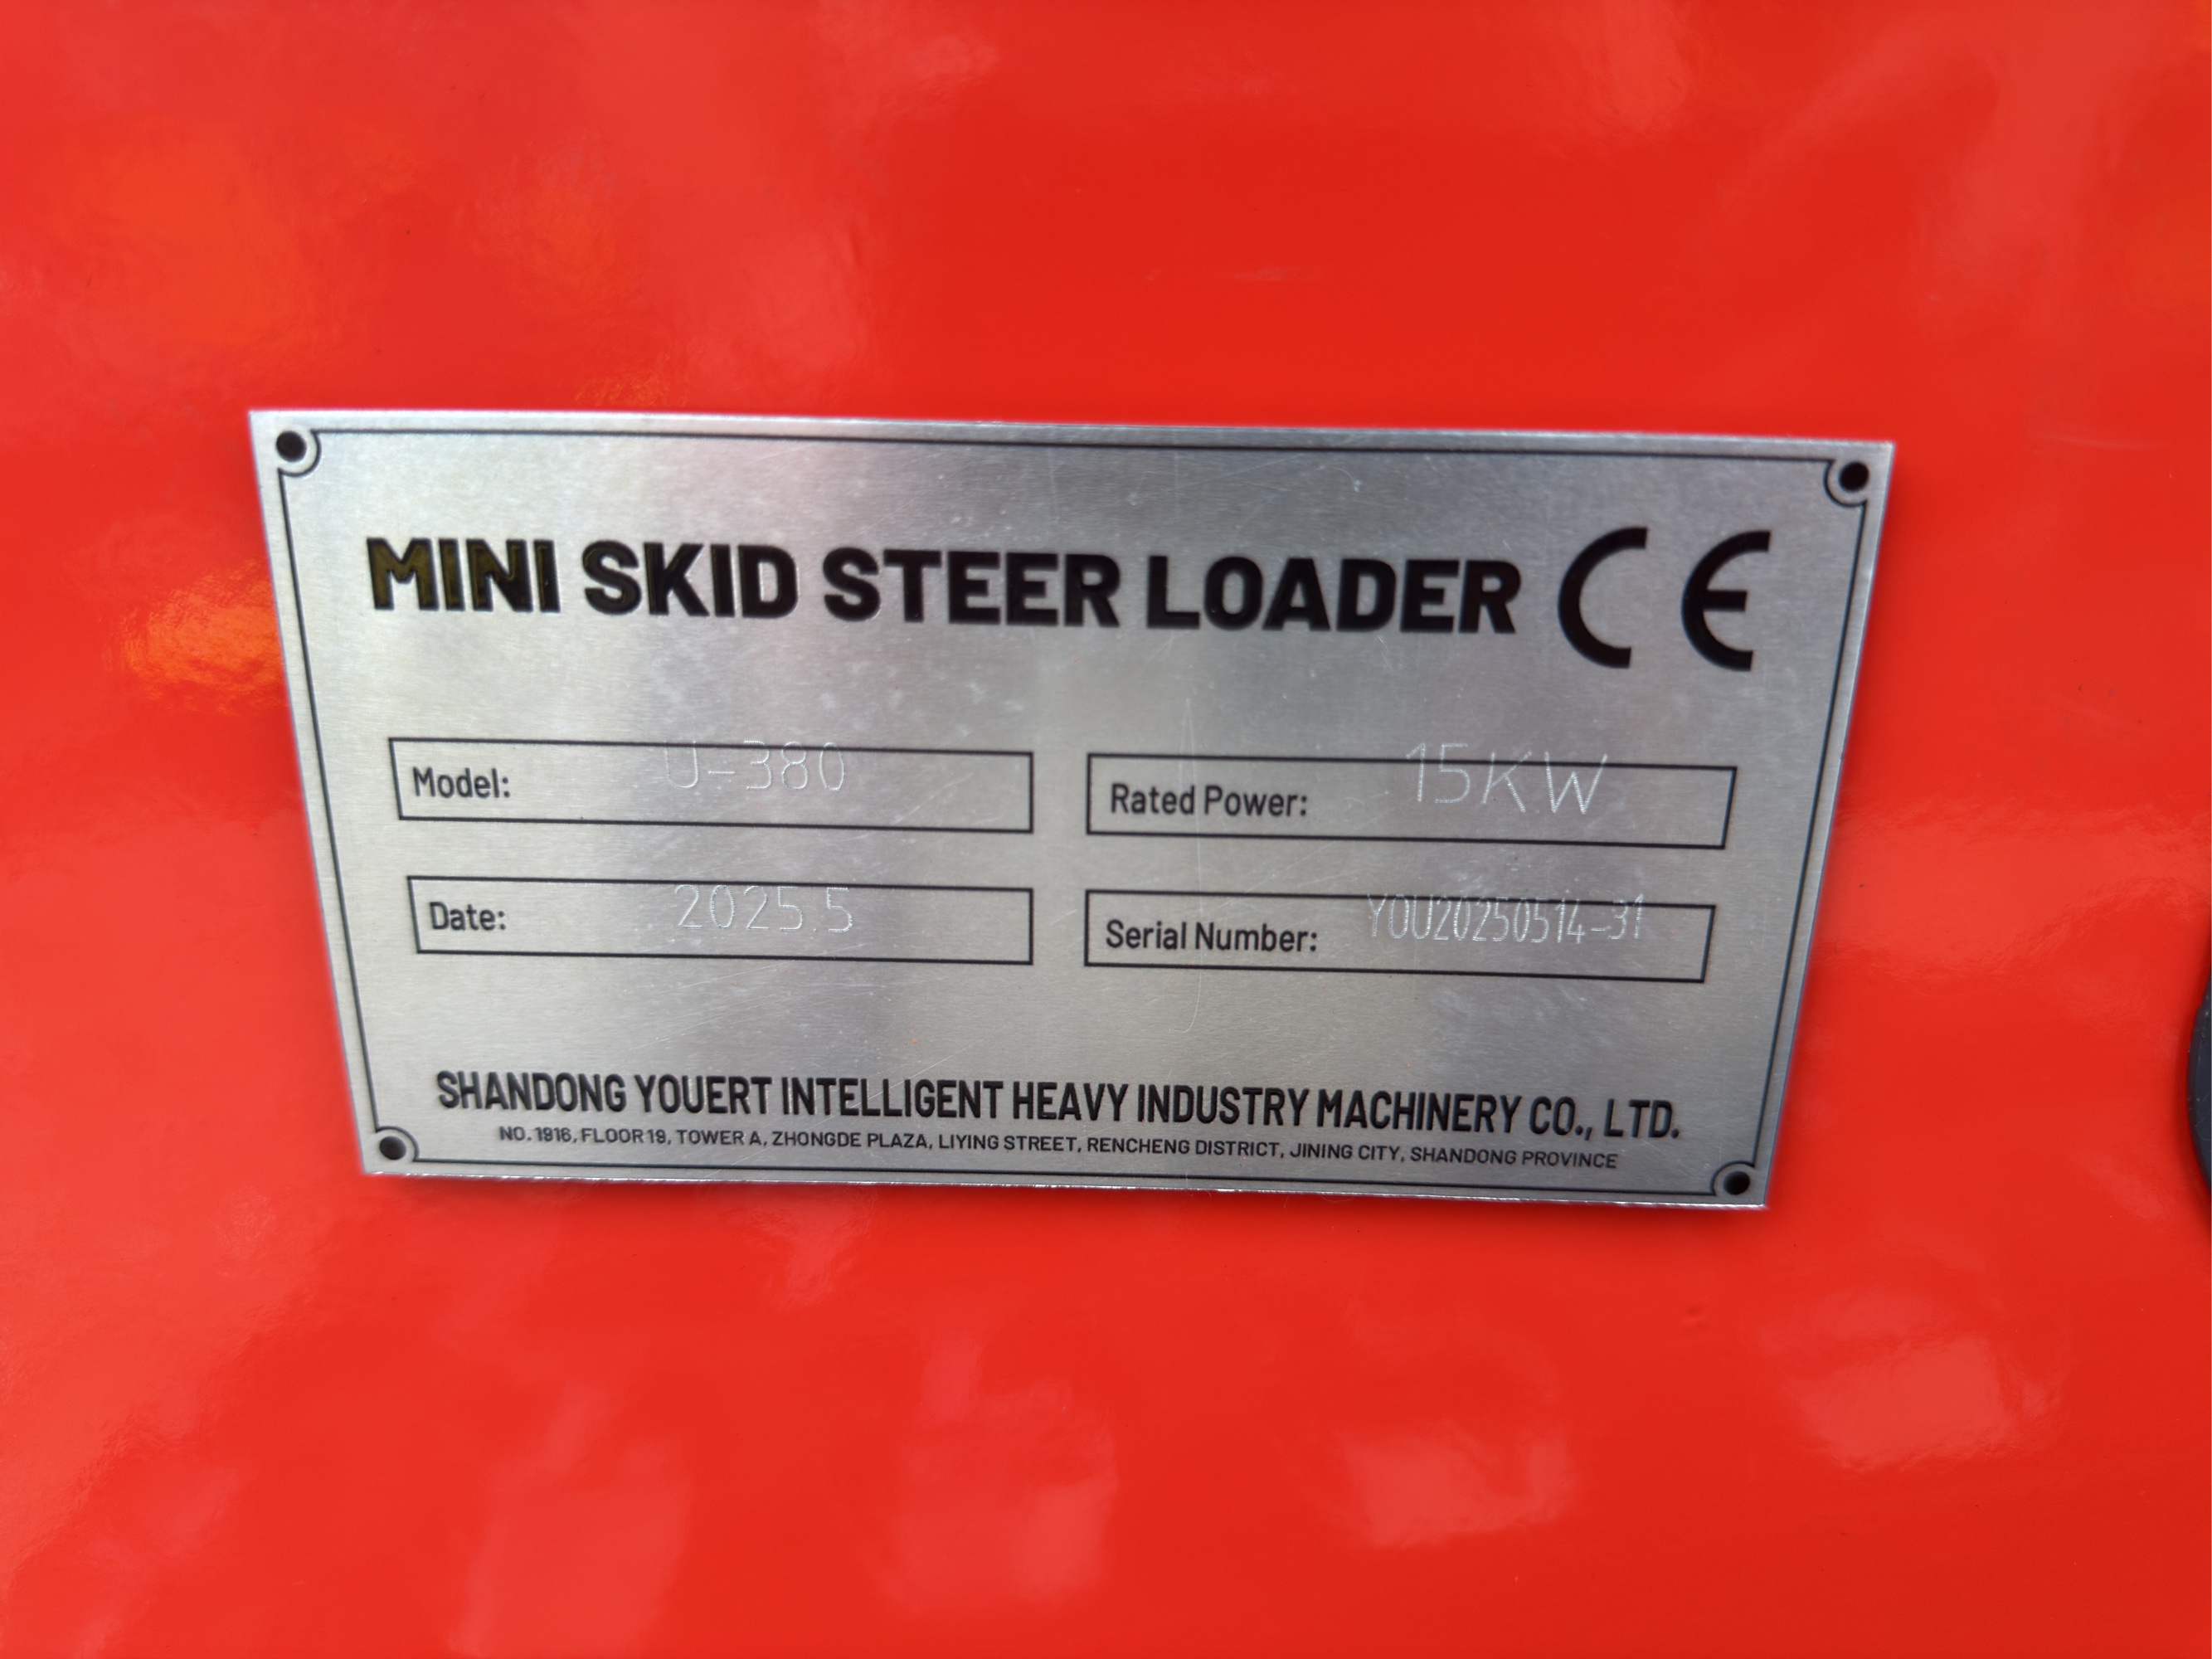 MINI SKID STEER LOADER CE
Model: U-380
Rated Power: 15KW
Date: 2025.5
Serial Number: YOU20250514-31
SHANDONG YOUERT INTELLIGENT HEAVY INDUSTRY MACHINERY CO., LTD.
NO. 1916, FLOOR 19, TOWER A, ZHONGDE PLAZA, LIYING STREET, RENCHENG DISTRICT, JINING CITY, SHANDONG PROVINCE